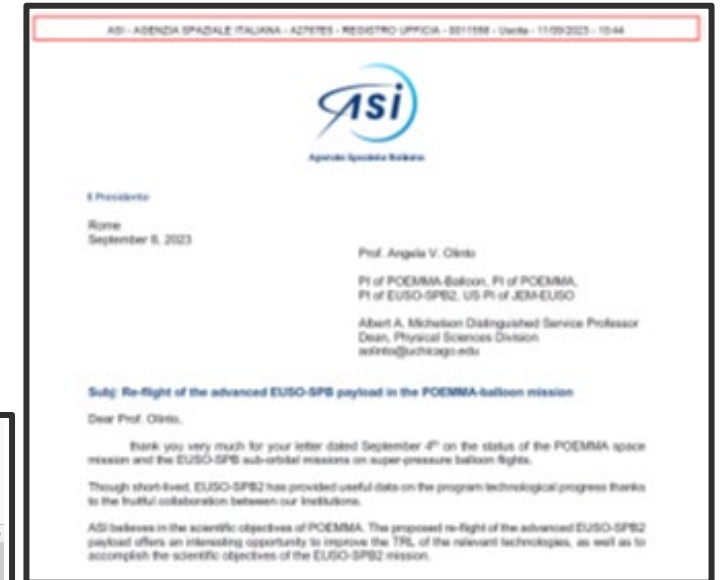 ASI - AGENZIA SPAZIALE ITALIANA - REGISTRO UFFICIA - Uscita - 11/09/2023 - 10:44
ASI
Agenzia Spaziale Italiana
Il Presidente
Rome
September 8, 2023
Prof. Angela V. Olinto
PI of POEMMA-Balloon, PI of POEMMA,
PI of EUSO-SPB2, US PI of JEM-EUSO
Albert A. Michelson Distinguished Service Professor
Dean, Physical Sciences Division
aolinto@uchicago.edu
Subj: Re-flight of the advanced EUSO-SPB payload in the POEMMA-balloon mission
Dear Prof. Olinto,
thank you very much for your letter dated September 4th on the status of the POEMMA space
mission and the EUSO-SPB sub-orbital missions on super-pressure balloon flights.
Though short-lived, EUSO-SPB2 has provided useful data on the program technological progress thanks
to the fruitful collaboration between our Institutions.
ASI believes in the scientific objectives of POEMMA. The proposed re-flight of the advanced EUSO-SPB2
payload offers an interesting opportunity to improve the TRL of the relevant technologies, as well as to
accomplish the scientific objectives of the EUSO-SPB2 mission.